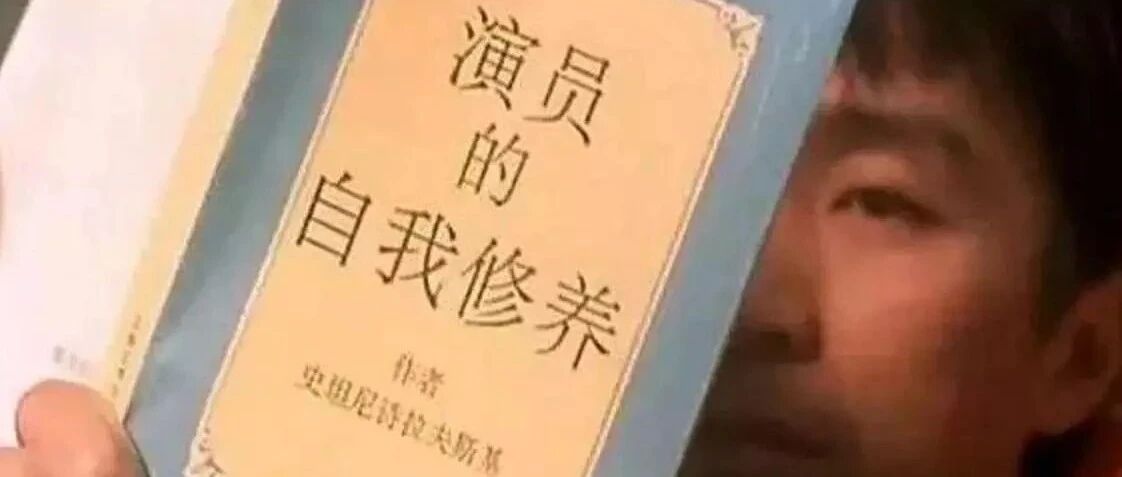 演员
的
自我修养
作者
史坦尼诗拉夫斯基